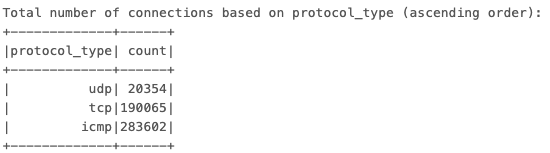 Total number of connections based on protocol_type (ascending order):
+-------------+------+
|protocol_type| count|
+-------------+------+
|          udp| 20354|
|          tcp|190065|
|         icmp|283602|
+-------------+------+